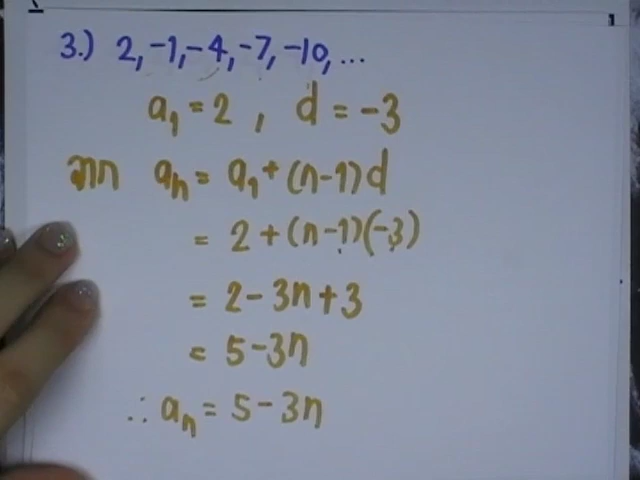 3.) 2, -1, -4, -7, -10, ...
a₁ = 2 , d = -3
จาก aₙ = a₁ + (n-1)d
= 2 + (n-1)(-3)
= 2 - 3n + 3
= 5 - 3n
∴ aₙ = 5 - 3n